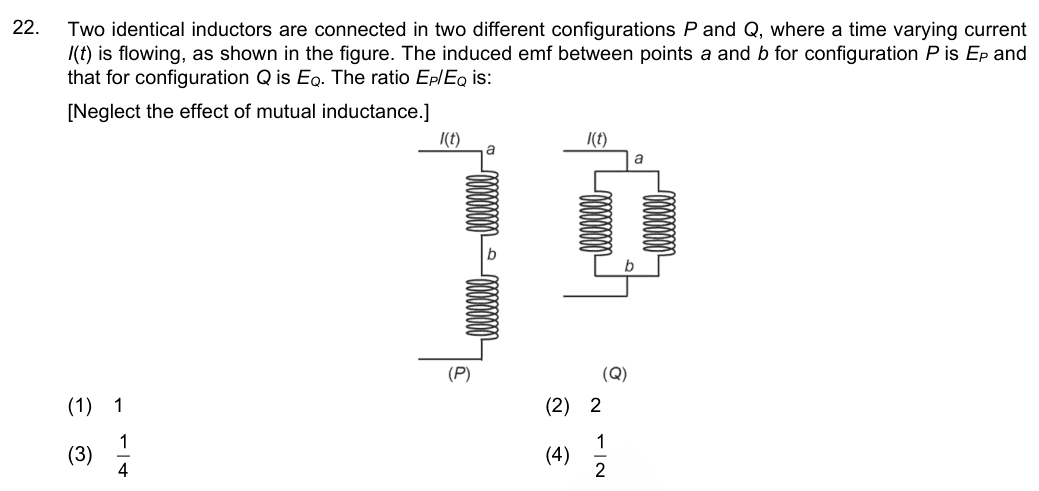 22. Two identical inductors are connected in two different configurations P and Q, where a time varying current
I(t) is flowing, as shown in the figure. The induced emf between points a and b for configuration P is EP and
that for configuration Q is EQ. The ratio EP/EQ is:
[Neglect the effect of mutual inductance.]
I(t) a I(t) a
b b
(P) (Q)
(1) 1 (2) 2
(3) 1/4 (4) 1/2